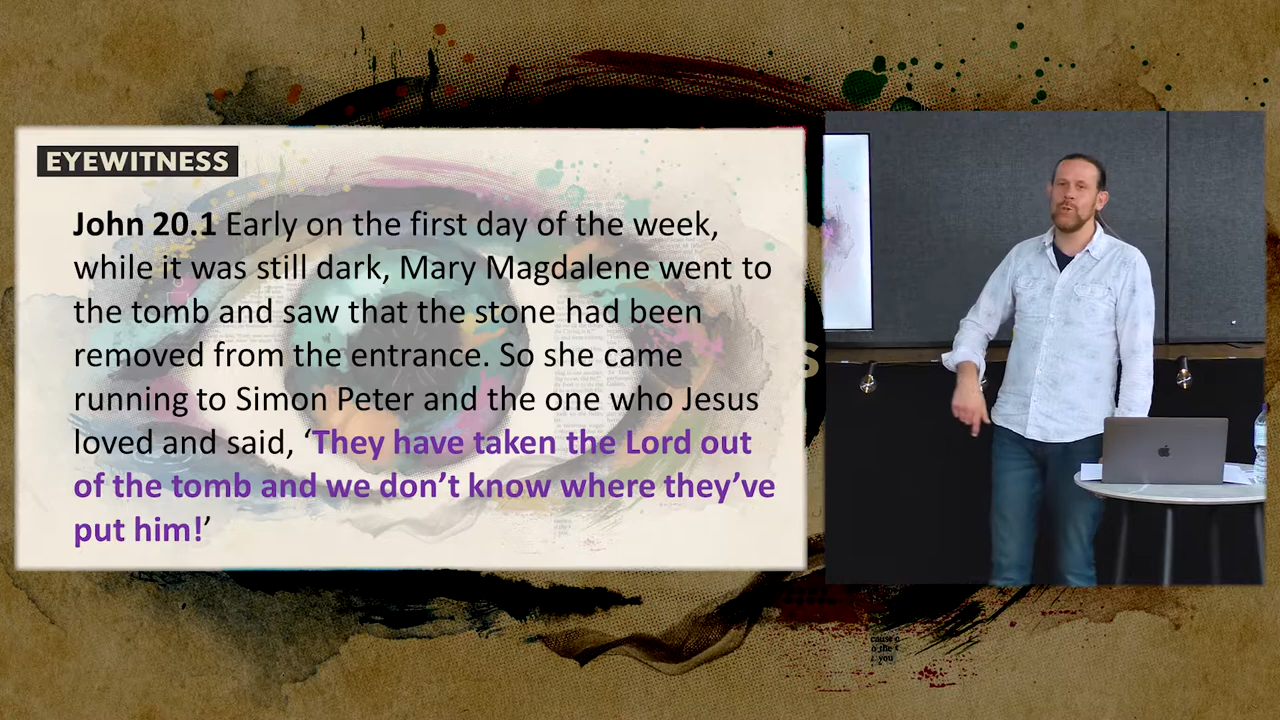 EYEWITNESS
John 20.1 Early on the first day of the week,
while it was still dark, Mary Magdalene went to
the tomb and saw that the stone had been
removed from the entrance. So she came
running to Simon Peter and the one who Jesus
loved and said, ‘They have taken the Lord out
of the tomb and we don’t know where they’ve
put him!’
S
cause
o the
you